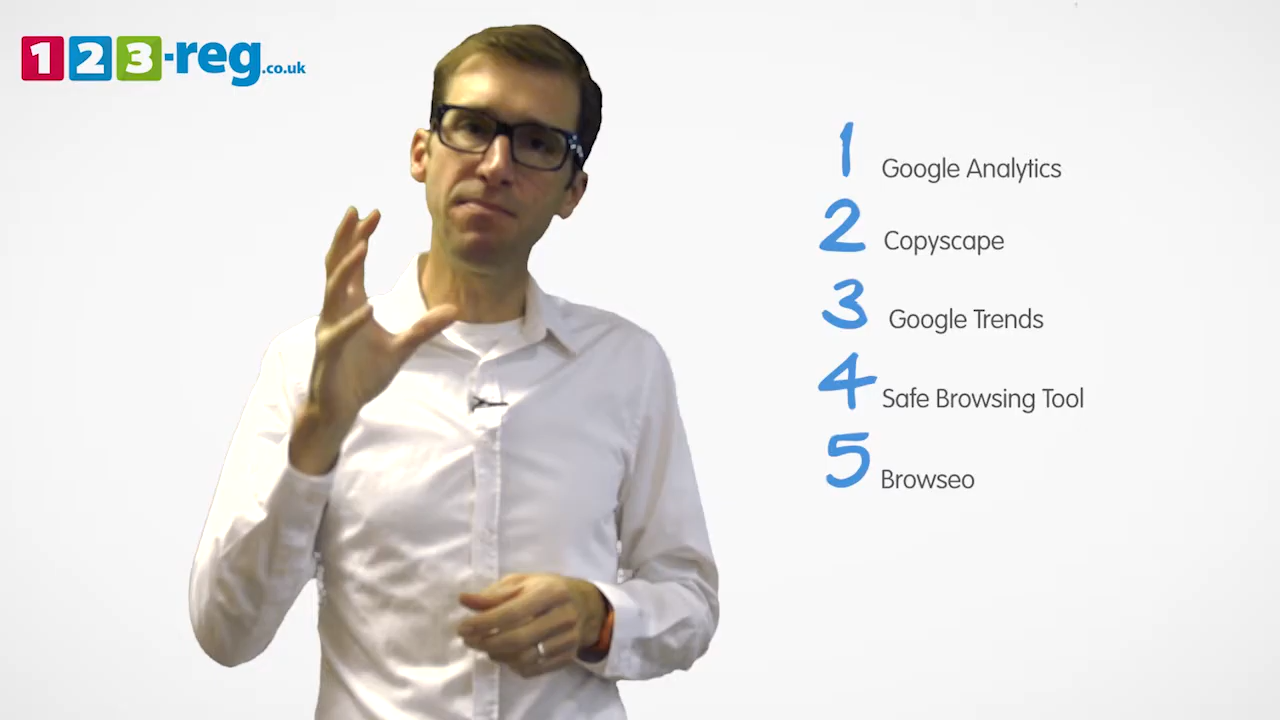 123-reg.co.uk
1 Google Analytics
2 Copyscape
3 Google Trends
4 Safe Browsing Tool
5 Browseo